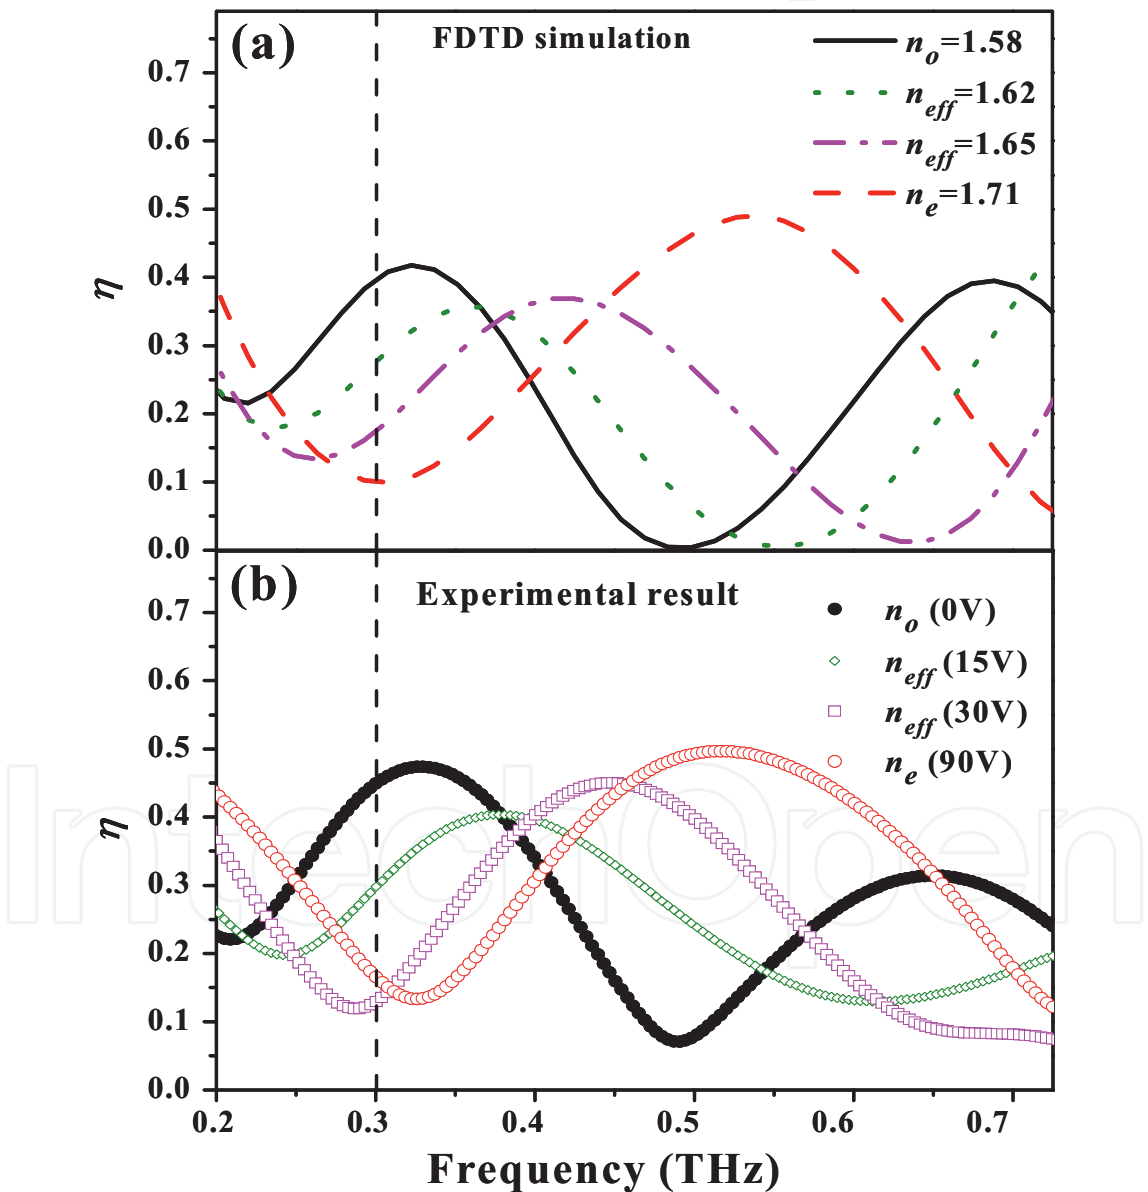 (a)
FDTD simulation
n_o=1.58
n_eff=1.62
n_eff=1.65
n_e=1.71
0.7
0.6
0.5
0.4
0.3
0.2
0.1
0.0
η
(b)
Experimental result
n_o (0V)
n_eff (15V)
n_eff (30V)
n_e (90V)
0.7
0.6
0.5
0.4
0.3
0.2
0.1
0.0
η
0.2 0.3 0.4 0.5 0.6 0.7
Frequency (THz)
IntechOpen